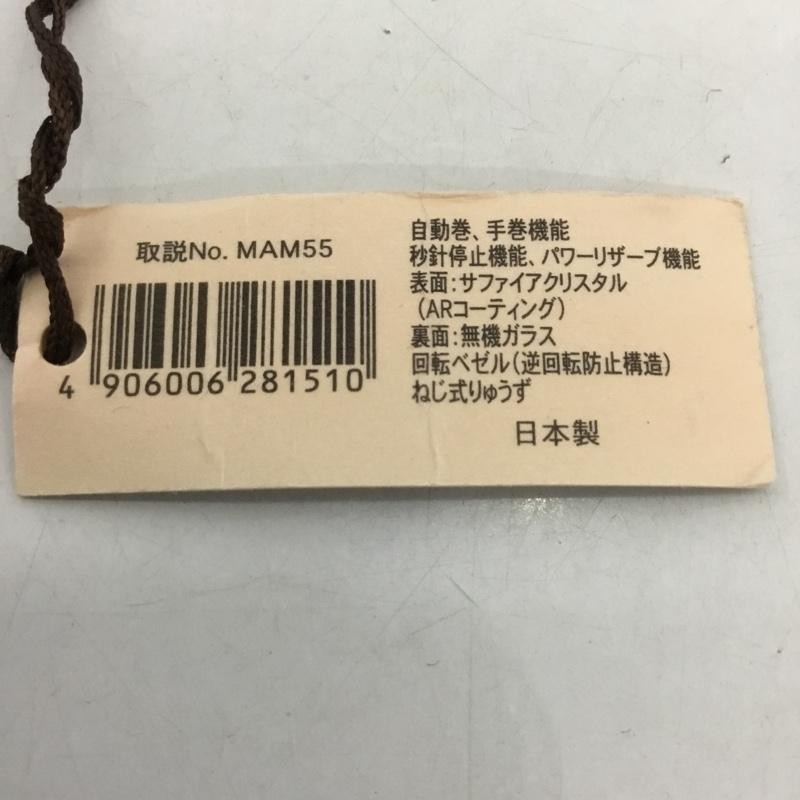 取説No. MAM55
4 906006 281510
自動巻、手巻機能
秒針停止機能、パワーリザーブ機能
表面:サファイアクリスタル
(ARコーティング)
裏面:無機ガラス
回転ベゼル(逆回転防止構造)
ねじ式りゅうず
日本製